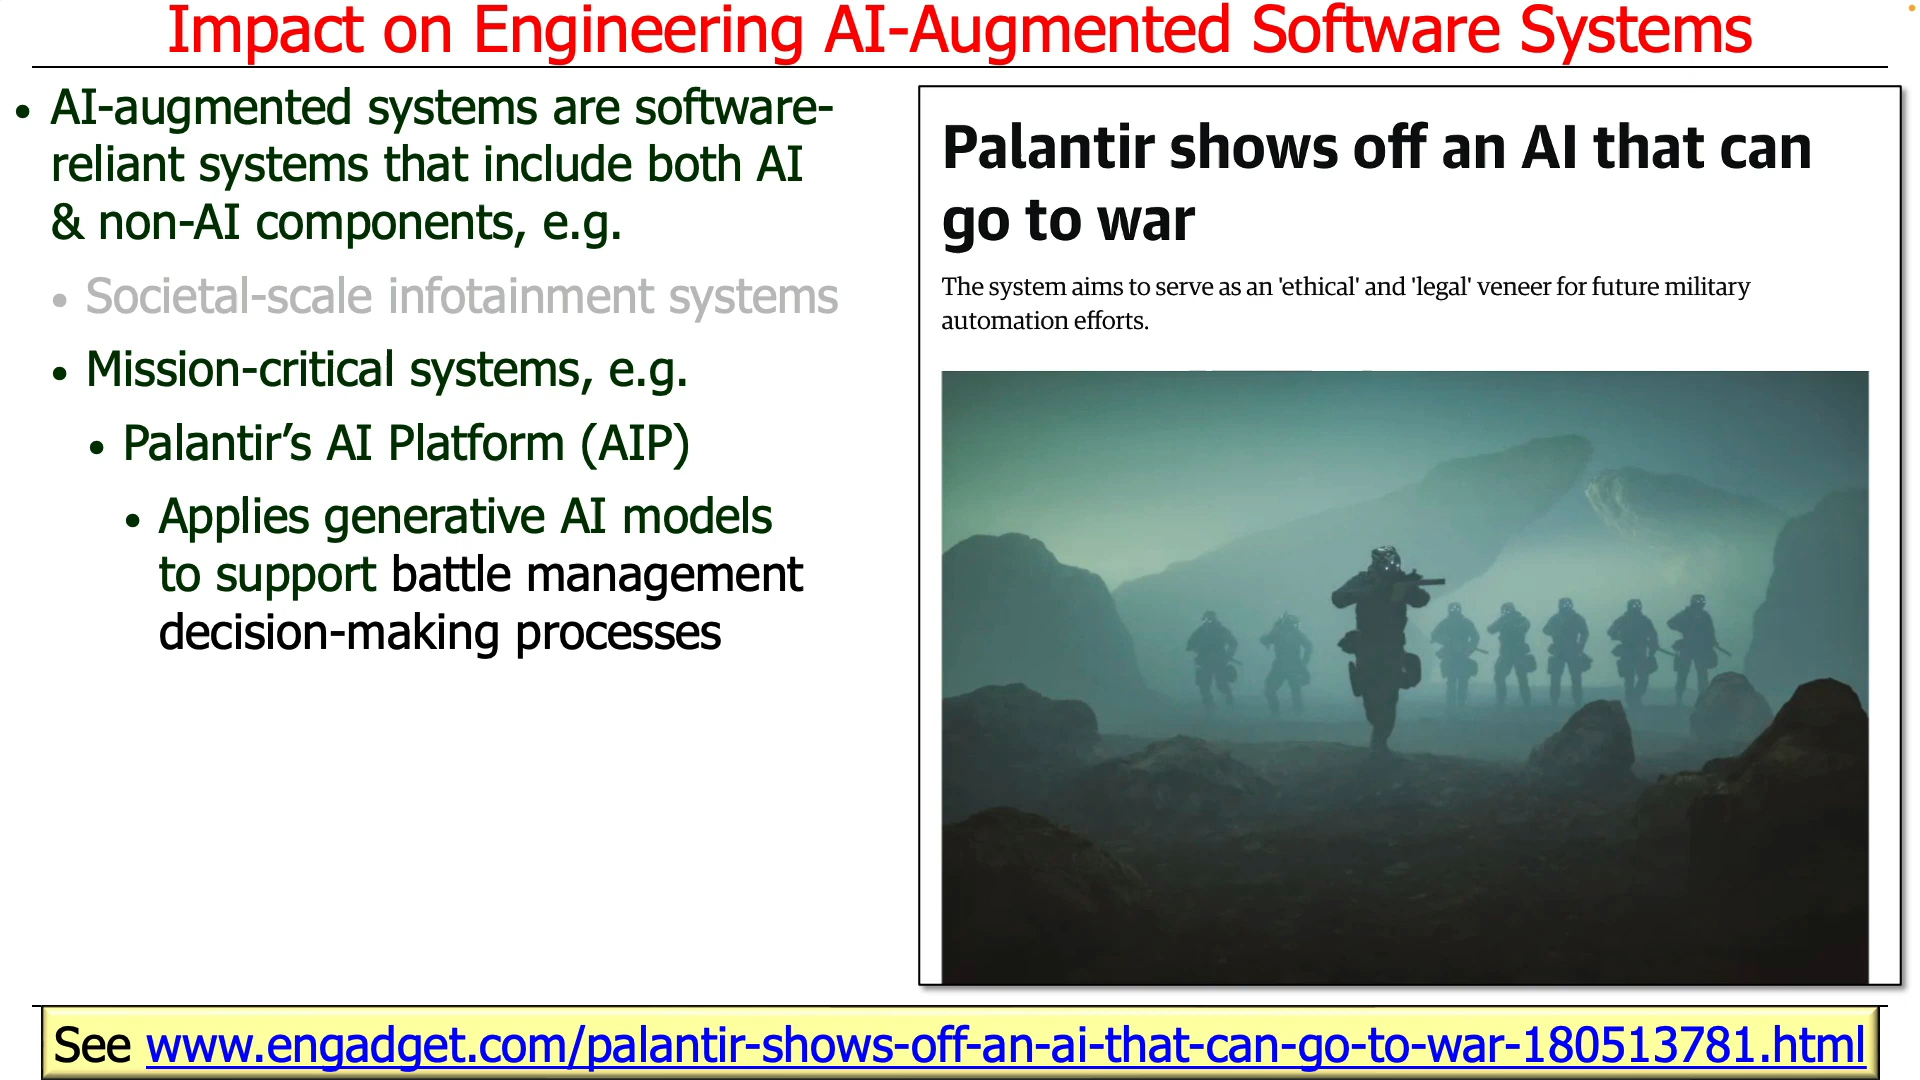 Impact on Engineering AI-Augmented Software Systems
• AI-augmented systems are software-
reliant systems that include both AI
& non-AI components, e.g.
• Societal-scale infotainment systems
• Mission-critical systems, e.g.
• Palantir’s AI Platform (AIP)
• Applies generative AI models
to support battle management
decision-making processes
Palantir shows off an AI that can
go to war
The system aims to serve as an 'ethical' and 'legal' veneer for future military
automation efforts.
See www.engadget.com/palantir-shows-off-an-ai-that-can-go-to-war-180513781.html